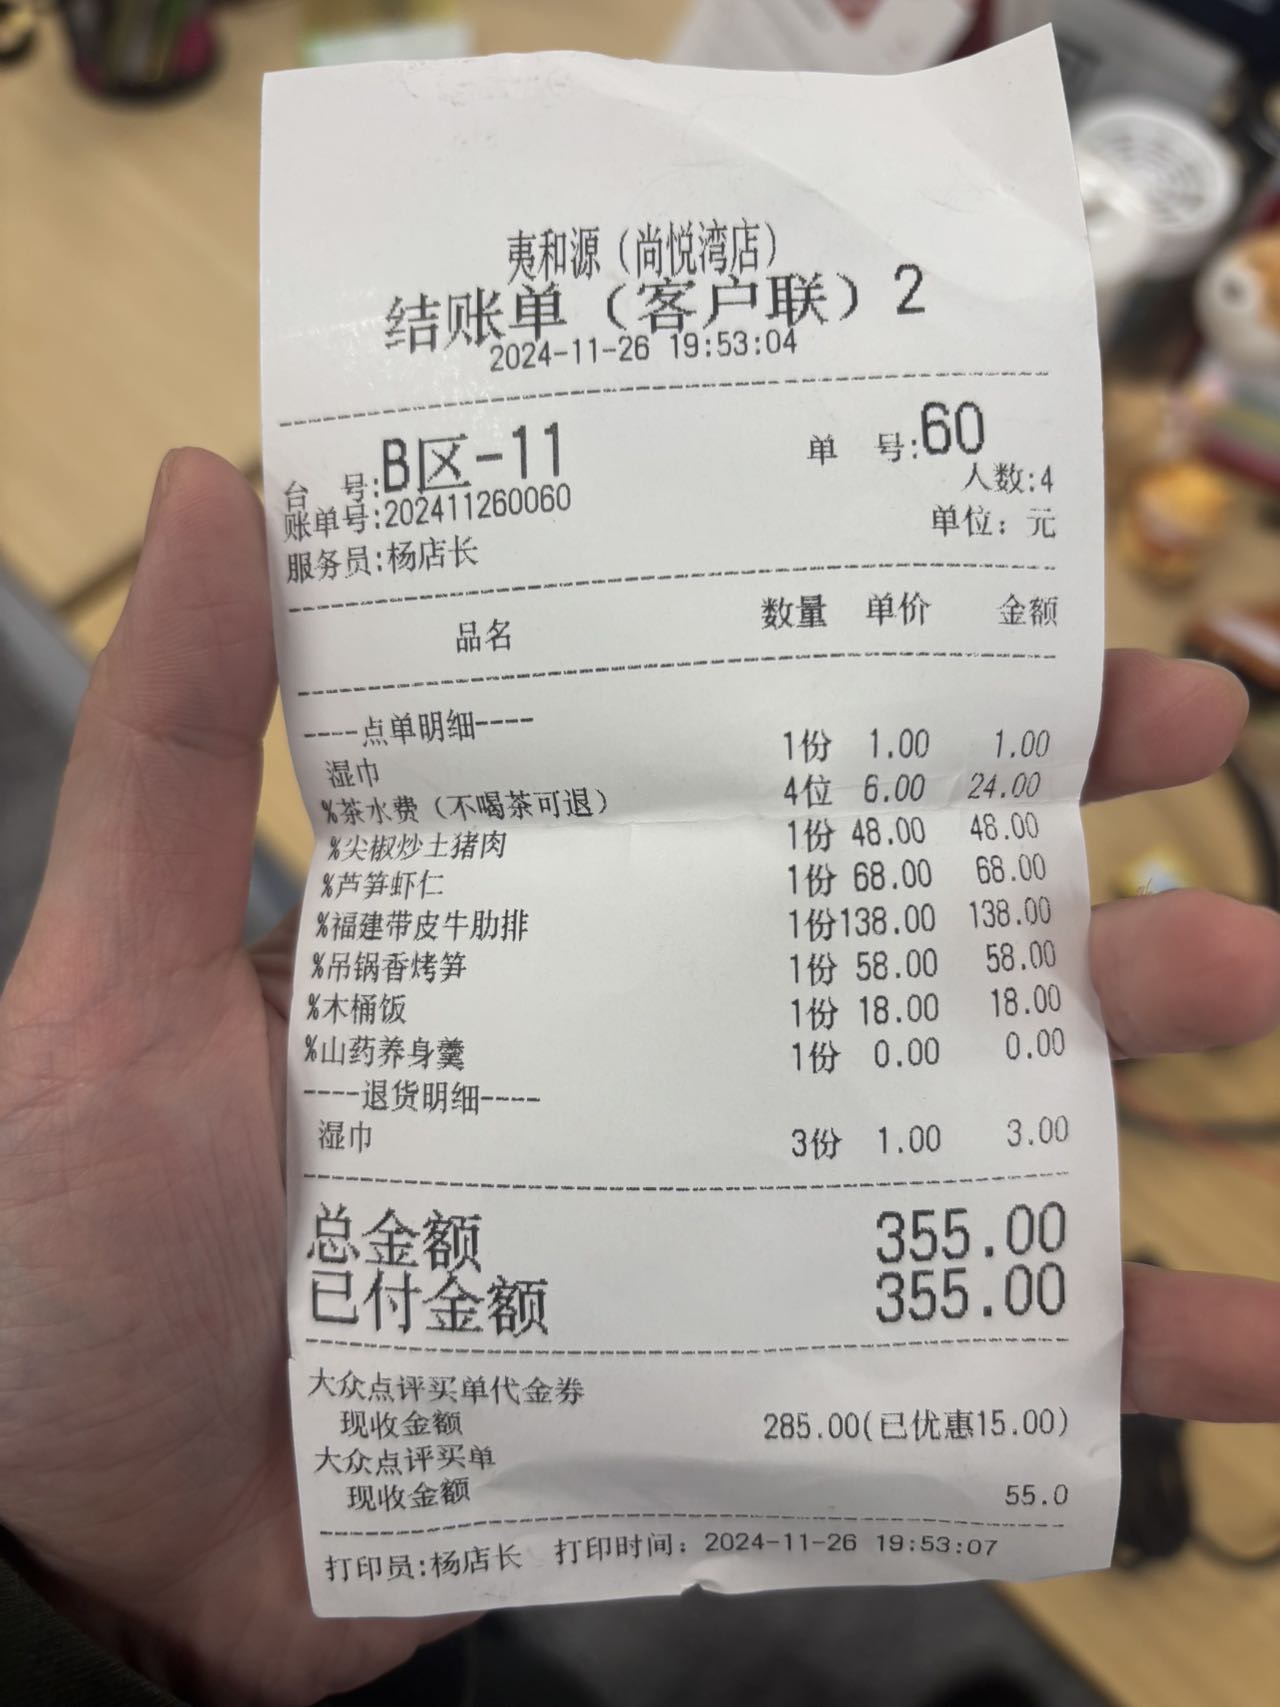 夷和源（尚悦湾店）
结账单（客户联）2
2024-11-26 19:53:04
台 号:B区-11 单 号:60
账单号:202411260060 人数:4
服务员:杨店长 单位：元
品名 数量 单价 金额
----点单明细----
湿巾 1份 1.00 1.00
%茶水费（不喝茶可退） 4位 6.00 24.00
%尖椒炒土猪肉 1份 48.00 48.00
%芦笋虾仁 1份 68.00 68.00
%福建带皮牛肋排 1份138.00 138.00
%吊锅香烤笋 1份 58.00 58.00
%木桶饭 1份 18.00 18.00
%山药养身羹 1份 0.00 0.00
----退货明细----
湿巾 3份 1.00 3.00
总金额 355.00
已付金额 355.00
大众点评买单代金券
现收金额 285.00(已优惠15.00)
大众点评买单
现收金额 55.0
打印员:杨店长 打印时间：2024-11-26 19:53:07